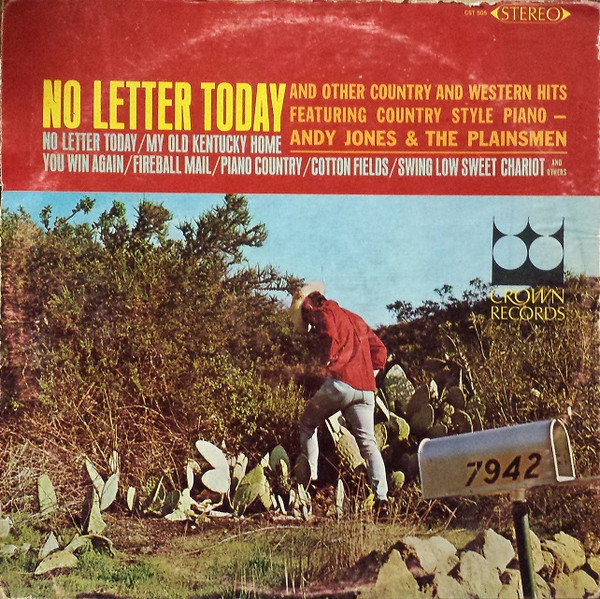 CST 505 STEREO
NO LETTER TODAY
AND OTHER COUNTRY AND WESTERN HITS
FEATURING COUNTRY STYLE PIANO —
ANDY JONES & THE PLAINSMEN
NO LETTER TODAY/MY OLD KENTUCKY HOME
YOU WIN AGAIN/FIREBALL MAIL/PIANO COUNTRY/COTTON FIELDS/SWING LOW SWEET CHARIOT AND OTHERS
CROWN
RECORDS
7942